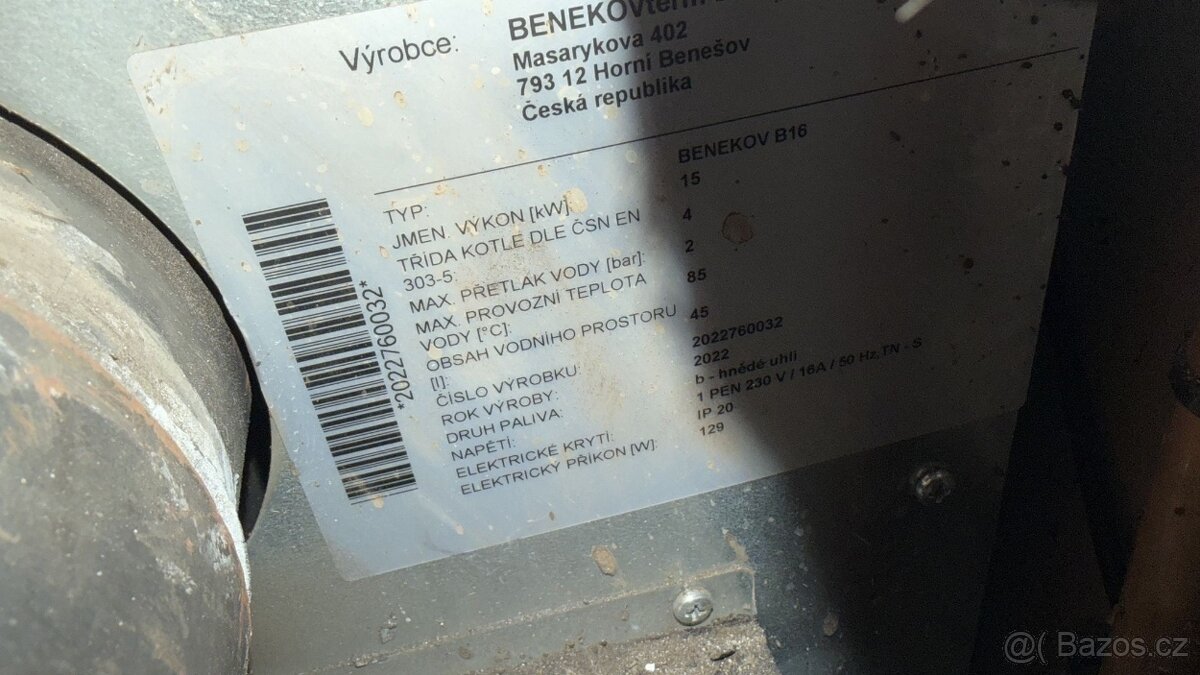 Výrobce:
BENEKOVterm
Masarykova 402
793 12 Horní Benešov
Česká republika
TYP: BENEKOV B16
JMEN. VÝKON [kW]: 15
TŘÍDA KOTLE DLE ČSN EN
303-5: 4
MAX. PŘETLAK VODY [bar]: 2
MAX. PROVOZNÍ TEPLOTA
VODY [°C]: 85
OBSAH VODNÍHO PROSTORU
[l]: 45
ČÍSLO VÝROBKU: 2022760032
ROK VÝROBY: 2022
DRUH PALIVA: b - hnědé uhlí
NAPĚTÍ: 1 PEN 230 V / 16A / 50 Hz,TN - S
ELEKTRICKÉ KRYTÍ: IP 20
ELEKTRICKÝ PŘÍKON [W]: 129
*2022760032*
@( Bazos.cz